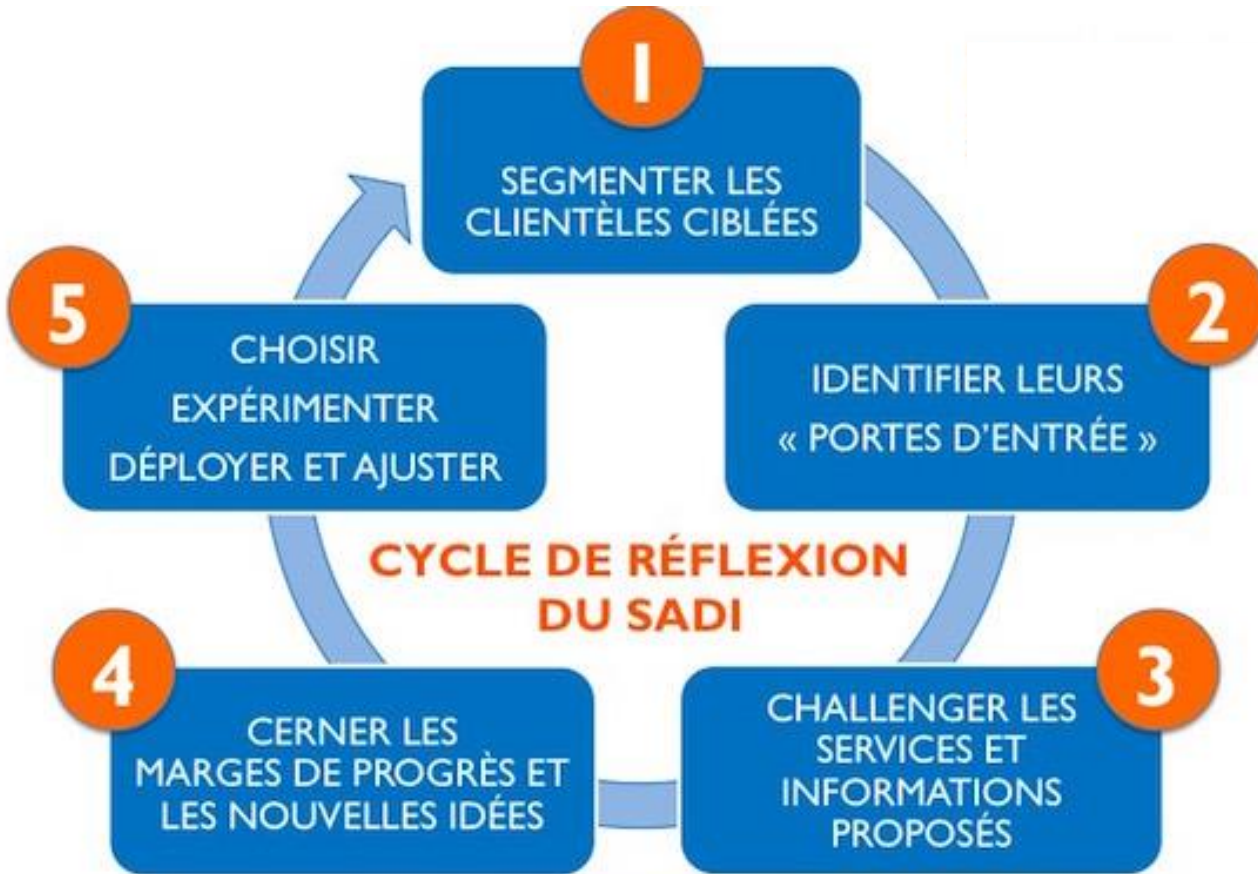 1
SEGMENTER LES
CLIENTÈLES CIBLÉES
2
IDENTIFIER LEURS
« PORTES D'ENTRÉE »
3
CHALLENGER LES
SERVICES ET
INFORMATIONS
PROPOSÉS
4
CERNER LES
MARGES DE PROGRÈS ET
LES NOUVELLES IDÉES
5
CHOISIR
EXPÉRIMENTER
DÉPLOYER ET AJUSTER
CYCLE DE RÉFLEXION
DU SADI